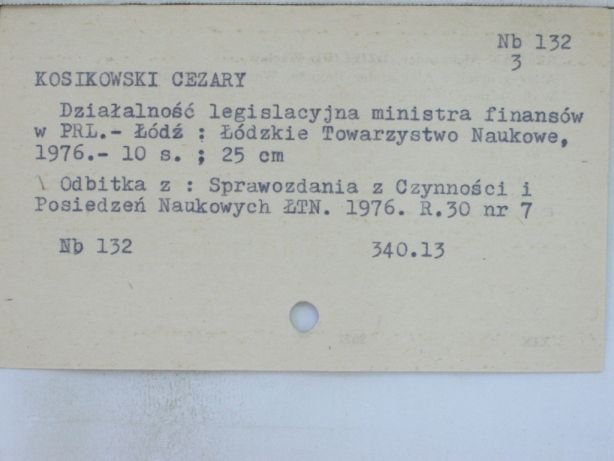 Nb 132
3
KOSIKOWSKI CEZARY
Działalność legislacyjna ministra finansów
w PRL.- Łódź : Łódzkie Towarzystwo Naukowe,
1976.- 10 s. ; 25 cm
\ Odbitka z : Sprawozdania z Czynności i
Posiedzeń Naukowych ŁTN. 1976. R.30 nr 7
Nb 132 340.13